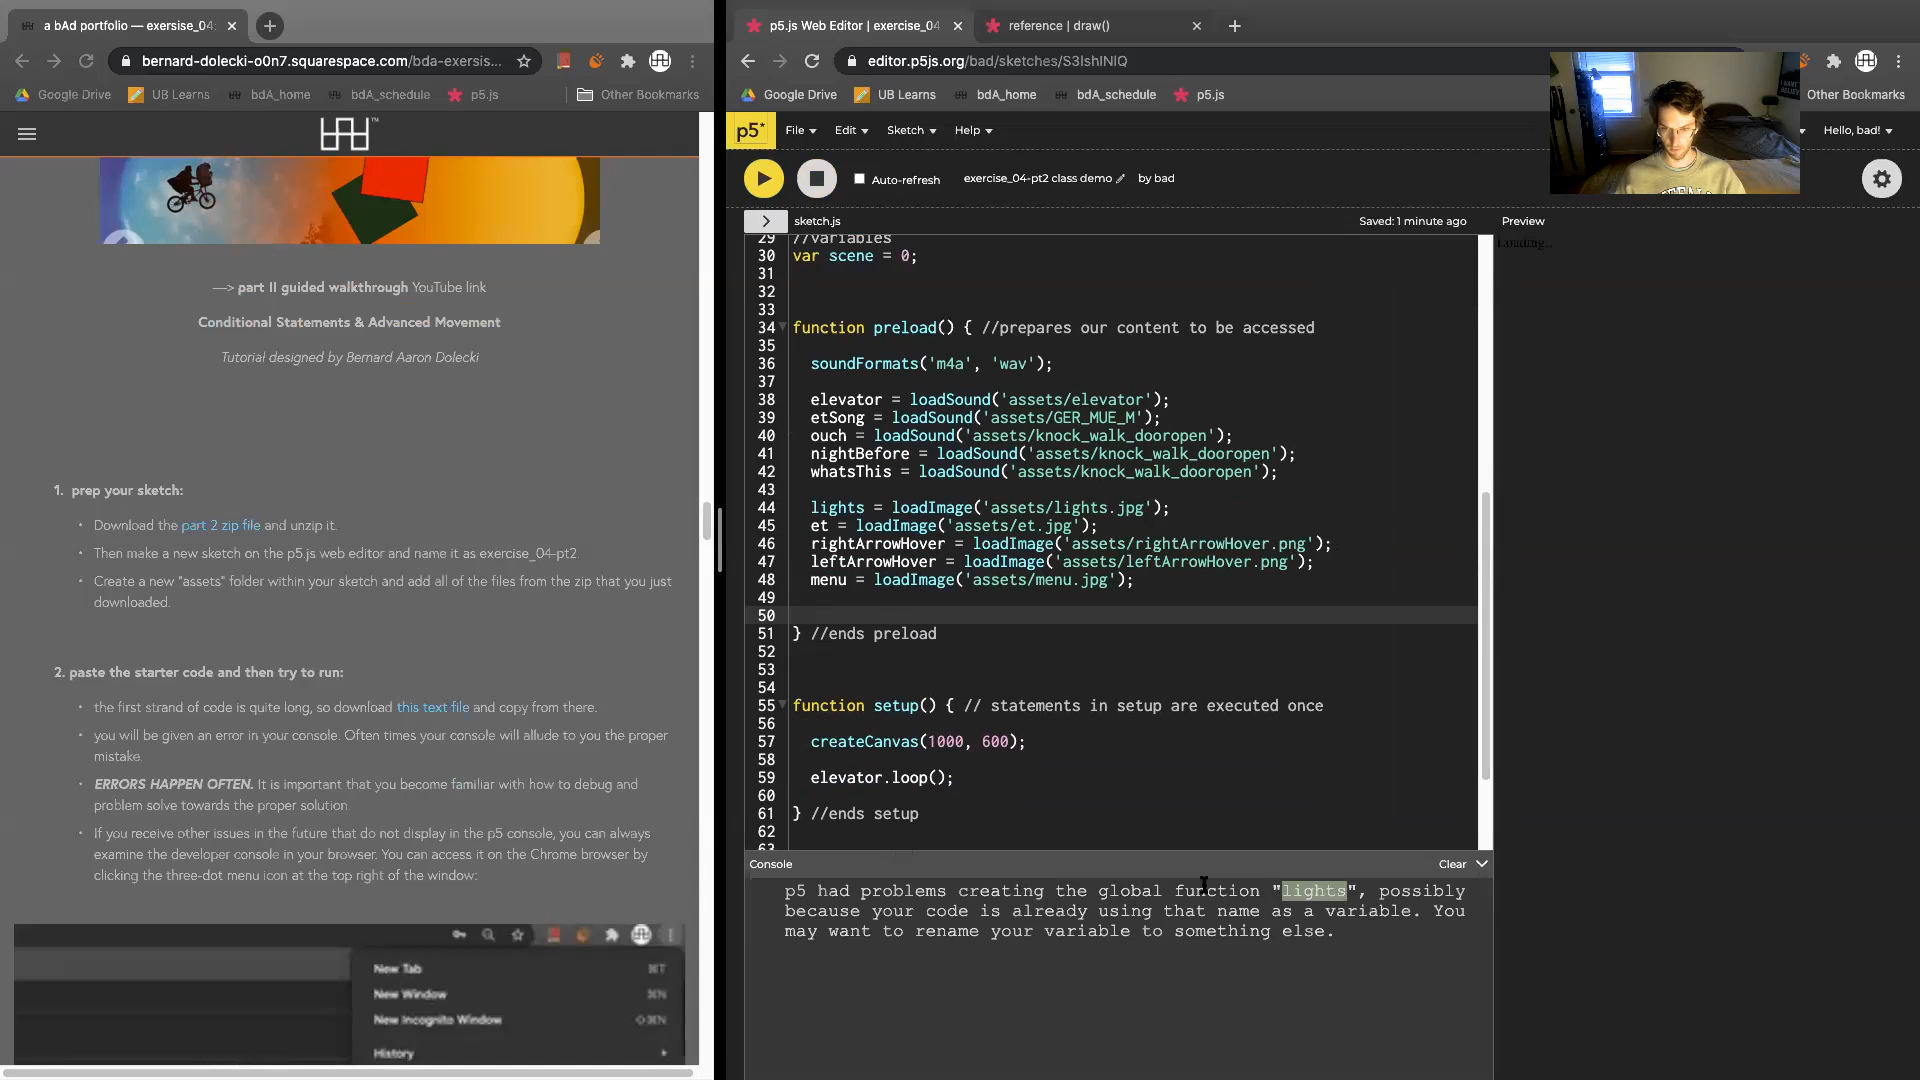 a bAd portfolio — exersise_04
bernard-dolecki-o0n7.squarespace.com/bda-exersis...
Google Drive
UB Learns
bdA_home
bdA_schedule
p5.js
Other Bookmarks
—> part II guided walkthrough YouTube link
Conditional Statements & Advanced Movement
Tutorial designed by Bernard Aaron Dolecki
1. prep your sketch:
Download the part 2 zip file and unzip it.
Then make a new sketch on the p5.js web editor and name it as exercise_04-pt2.
Create a new "assets" folder within your sketch and add all of the files from the zip that you just
downloaded.
2. paste the starter code and then try to run:
the first strand of code is quite long, so download this text file and copy from there.
you will be given an error in your console. Often times your console will allude to you the proper
mistake.
ERRORS HAPPEN OFTEN. It is important that you become familiar with how to debug and
problem solve towards the proper solution.
If you receive other issues in the future that do not display in the p5 console, you can always
examine the developer console in your browser. You can access it on the Chrome browser by
clicking the three-dot menu icon at the top right of the window:
New Tab ⌘T
New Window ⌘N
New Incognito Window ⇧⌘N
History
p5.js Web Editor | exercise_04
reference | draw()
editor.p5js.org/bad/sketches/S3IshINIQ
Google Drive
UB Learns
bdA_home
bdA_schedule
p5.js
Other Bookmarks
p5*
File
Edit
Sketch
Help
Hello, bad!
Auto-refresh
exercise_04-pt2 class demo
by bad
sketch.js
Saved: 1 minute ago
Preview
Loading...
29 //variables
30 var scene = 0;
31
32
33
34 function preload() { //prepares our content to be accessed
35
36 soundFormats('m4a', 'wav');
37
38 elevator = loadSound('assets/elevator');
39 etSong = loadSound('assets/GER_MUE_M');
40 ouch = loadSound('assets/knock_walk_dooropen');
41 nightBefore = loadSound('assets/knock_walk_dooropen');
42 whatsThis = loadSound('assets/knock_walk_dooropen');
43
44 lights = loadImage('assets/lights.jpg');
45 et = loadImage('assets/et.jpg');
46 rightArrowHover = loadImage('assets/rightArrowHover.png');
47 leftArrowHover = loadImage('assets/leftArrowHover.png');
48 menu = loadImage('assets/menu.jpg');
49
50
51 } //ends preload
52
53
54
55 function setup() { // statements in setup are executed once
56
57 createCanvas(1000, 600);
58
59 elevator.loop();
60
61 } //ends setup
62
63
Console
Clear
p5 had problems creating the global function "lights", possibly
because your code is already using that name as a variable. You
may want to rename your variable to something else.